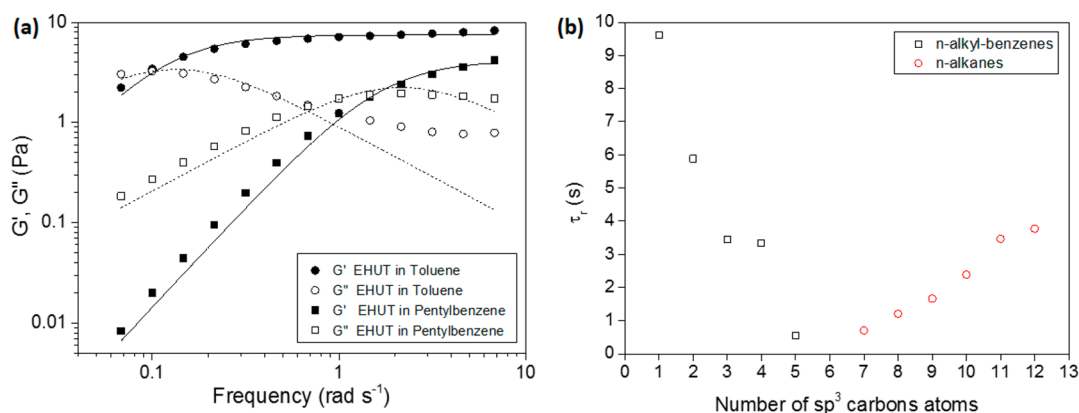 (a)
10
1
0.1
0.01
G', G" (Pa)
G' EHUT in Toluene
G" EHUT in Toluene
G' EHUT in Pentylbenzene
G" EHUT in Pentylbenzene
0.1 1 10
Frequency (rad s⁻¹)
(b)
10
9
8
7
6
5
4
3
2
1
0
τr (s)
n-alkyl-benzenes
n-alkanes
0 1 2 3 4 5 6 7 8 9 10 11 12 13
Number of sp³ carbons atoms